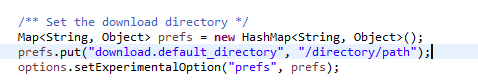 /** Set the download directory */
Map<String, Object> prefs = new HashMap<String, Object>();
prefs.put("download.default_directory", "/directory/path");
options.setExperimentalOption("prefs", prefs);